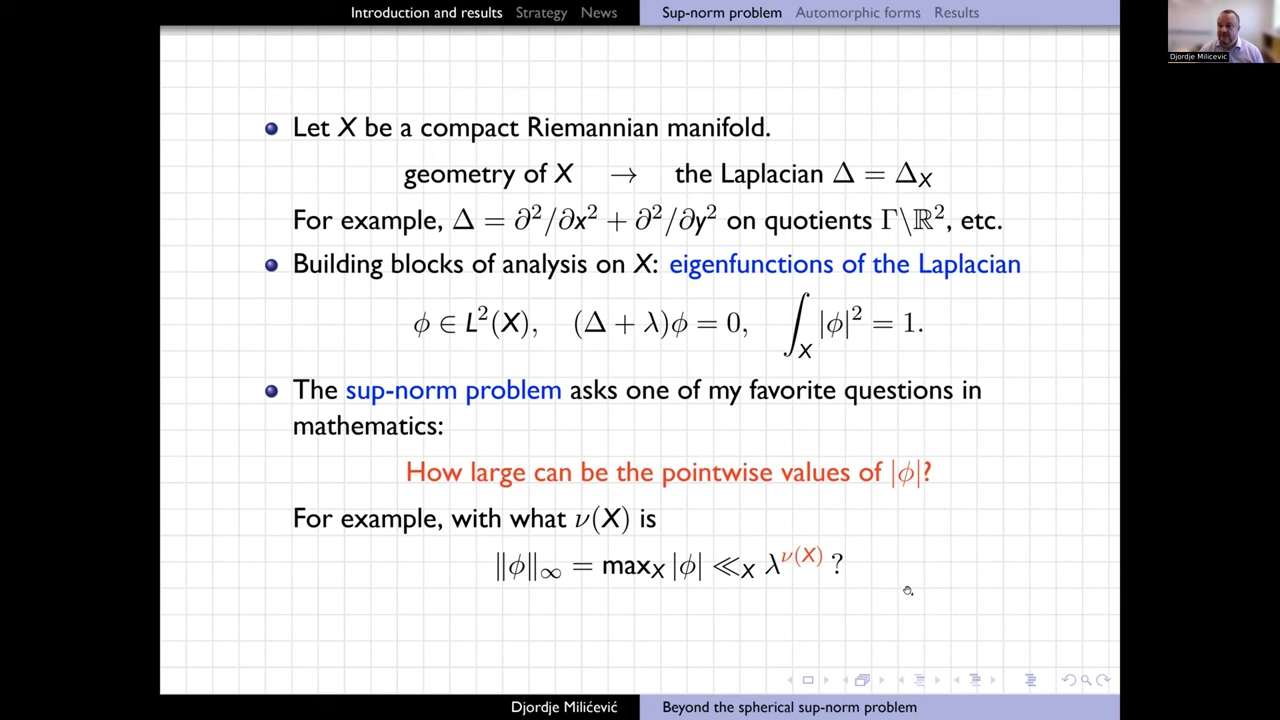 Introduction and results Strategy News Sup-norm problem Automorphic forms Results
Djordje Milicevic
Let X be a compact Riemannian manifold.
geometry of X → the Laplacian Δ = Δ_X
For example, Δ = ∂²/∂x² + ∂²/∂y² on quotients Γ\ℝ², etc.
Building blocks of analysis on X: eigenfunctions of the Laplacian
ϕ ∈ L²(X), (Δ + λ)ϕ = 0, ∫_X |ϕ|² = 1.
The sup-norm problem asks one of my favorite questions in
mathematics:
How large can be the pointwise values of |ϕ|?
For example, with what ν(X) is
‖ϕ‖_∞ = max_X |ϕ| ≪_X λ^{ν(X)} ?
Djordje Milićević Beyond the spherical sup-norm problem